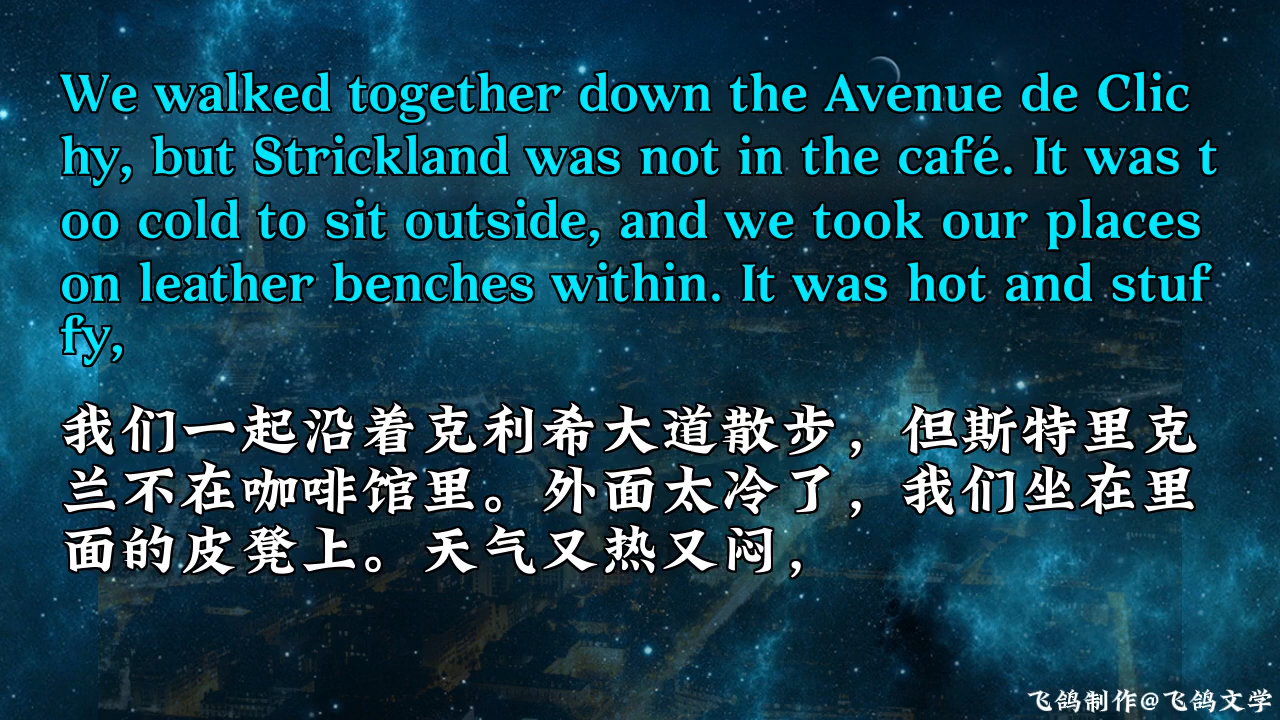 We walked together down the Avenue de Clic
hy, but Strickland was not in the café. It was t
oo cold to sit outside, and we took our places
on leather benches within. It was hot and stuf
fy,
我们一起沿着克利希大道散步，但斯特里克
兰不在咖啡馆里。外面太冷了，我们坐在里
面的皮凳上。天气又热又闷，
飞鸽制作@飞鸽文学